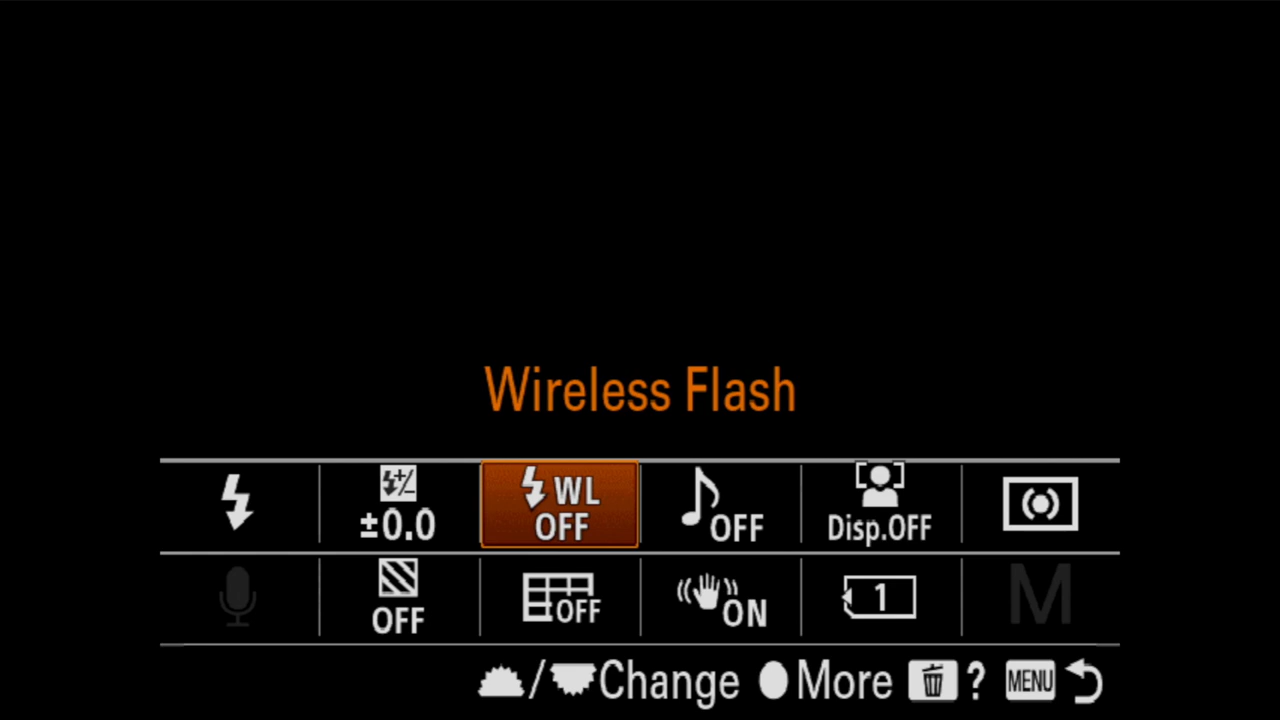 Wireless Flash
±0.0
WL
OFF
OFF
Disp.OFF
OFF
OFF
ON
1
M
/ Change More ? MENU